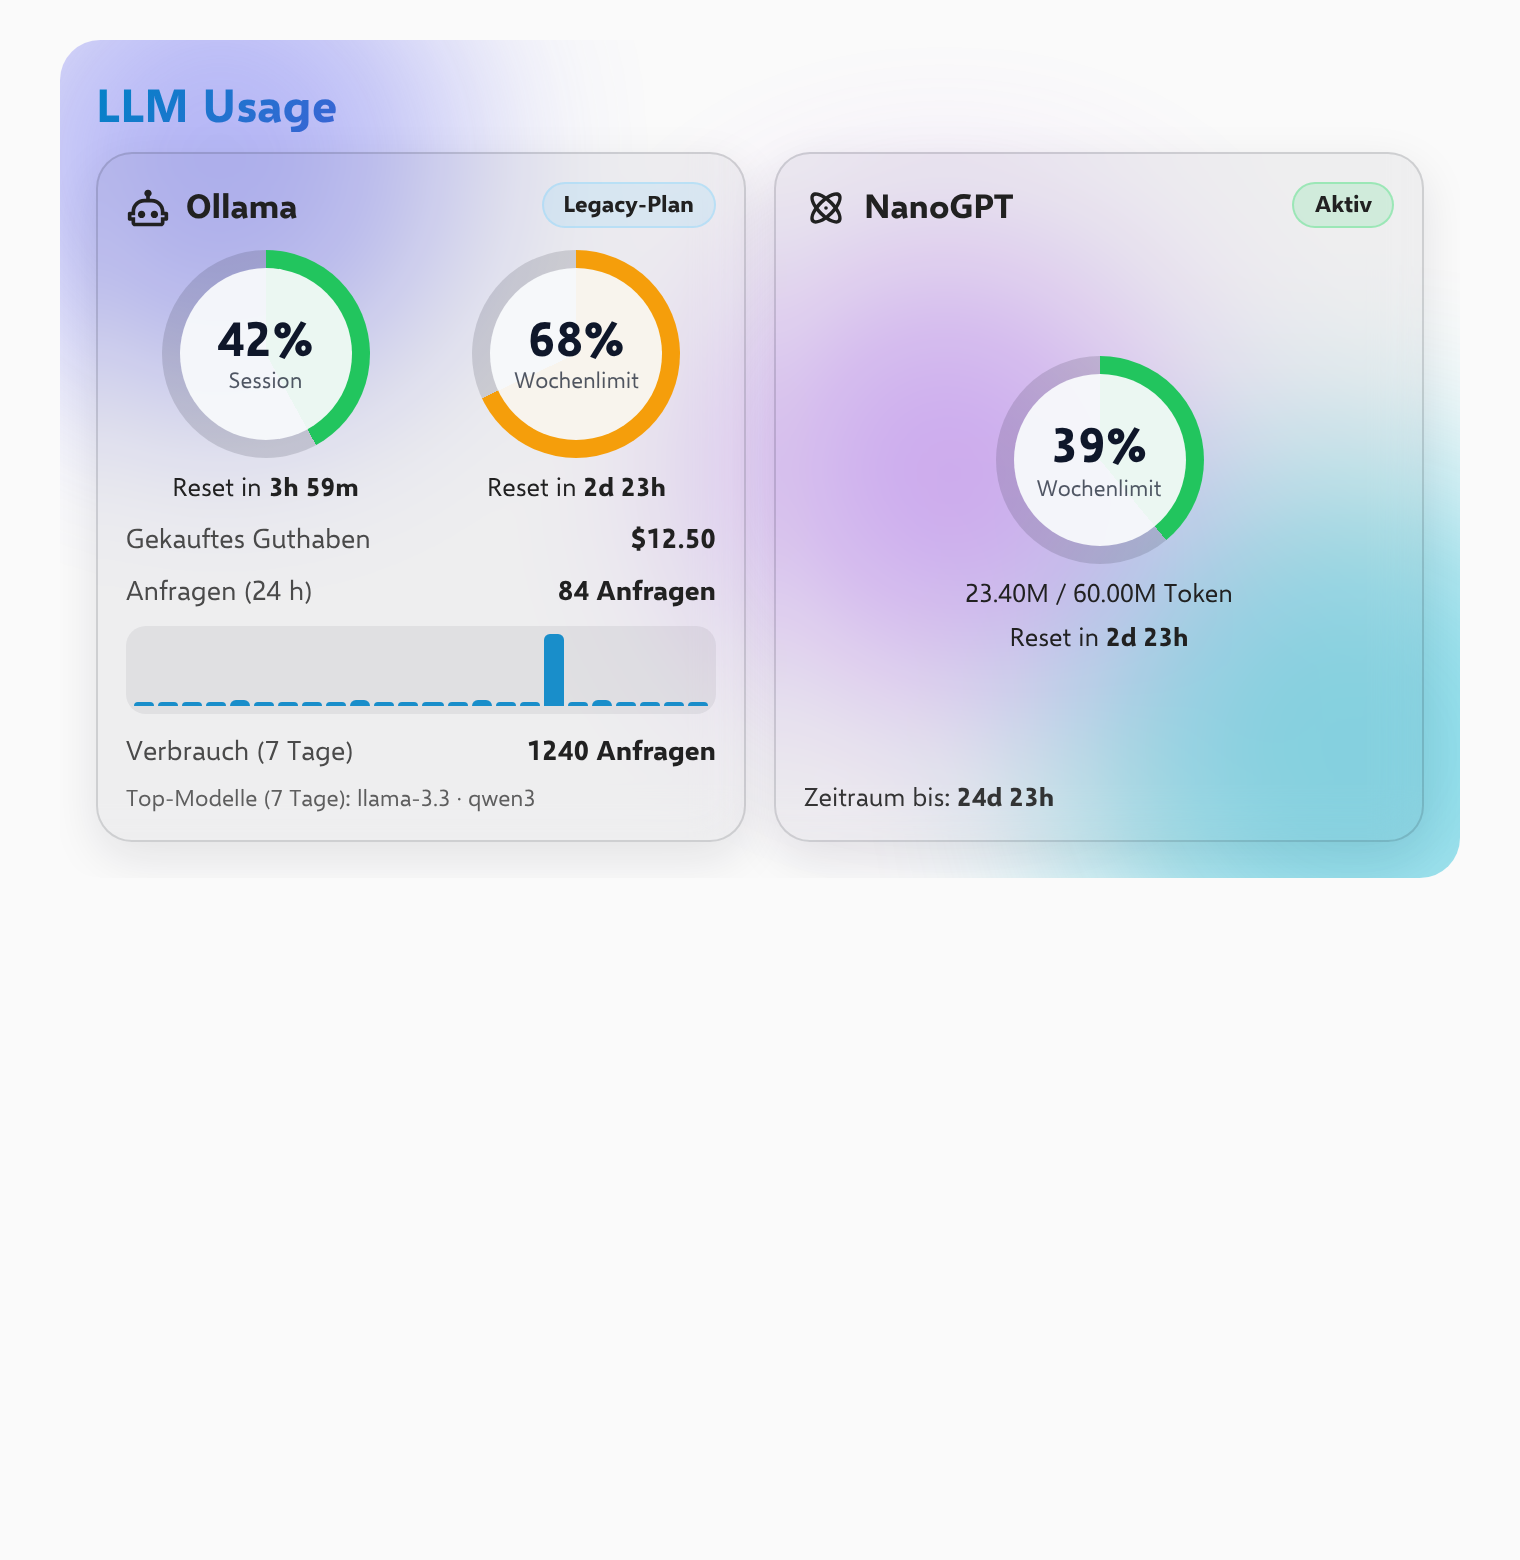 LLM Usage
Ollama
Legacy-Plan
42%
Session
Reset in 3h 59m
68%
Wochenlimit
Reset in 2d 23h
Gekauftes Guthaben $12.50
Anfragen (24 h) 84 Anfragen
Verbrauch (7 Tage) 1240 Anfragen
Top-Modelle (7 Tage): llama-3.3 · qwen3
NanoGPT
Aktiv
39%
Wochenlimit
23.40M / 60.00M Token
Reset in 2d 23h
Zeitraum bis: 24d 23h